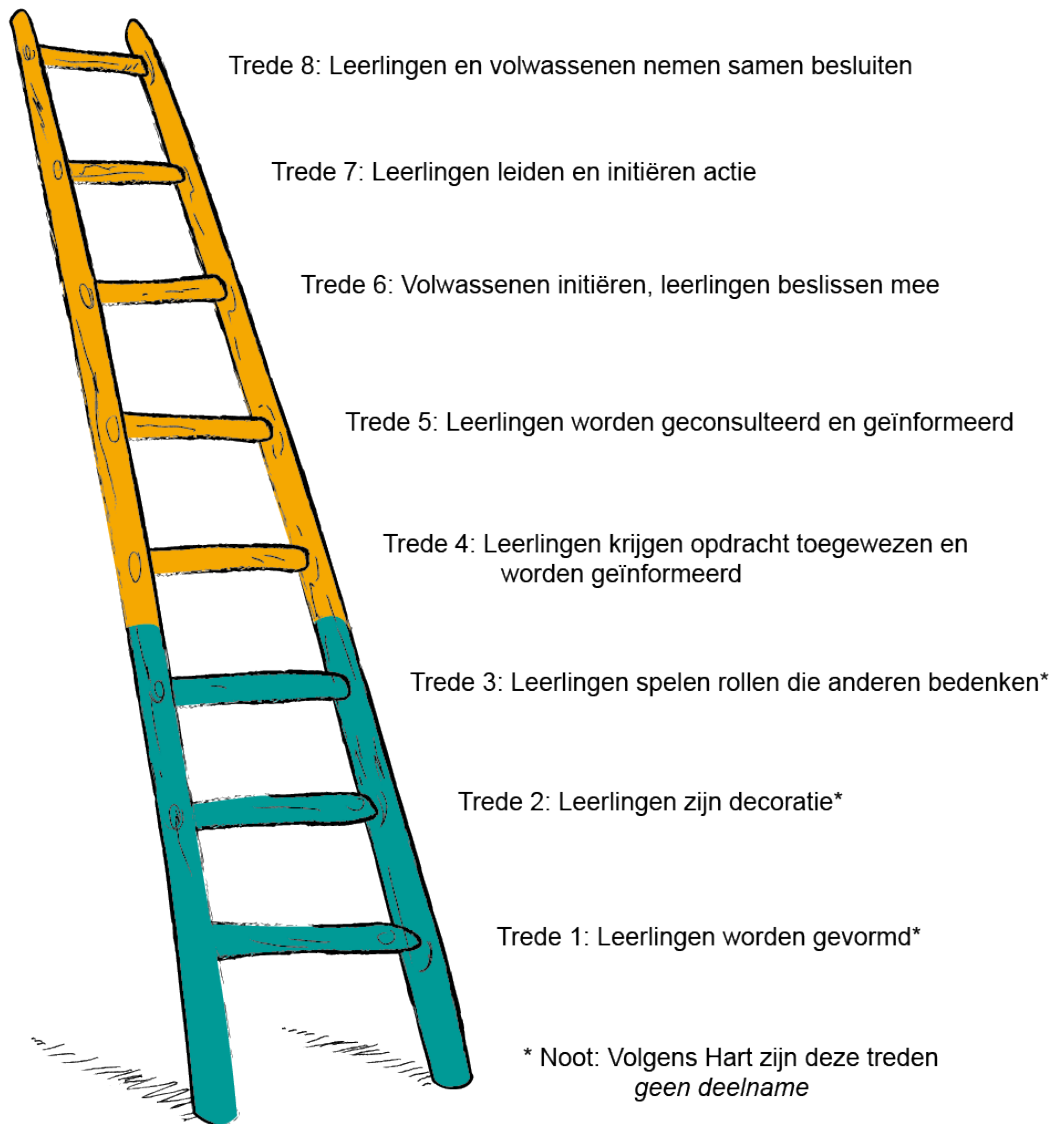 Trede 8: Leerlingen en volwassenen nemen samen besluiten
Trede 7: Leerlingen leiden en initiëren actie
Trede 6: Volwassenen initiëren, leerlingen beslissen mee
Trede 5: Leerlingen worden geconsulteerd en geïnformeerd
Trede 4: Leerlingen krijgen opdracht toegewezen en
worden geïnformeerd
Trede 3: Leerlingen spelen rollen die anderen bedenken*
Trede 2: Leerlingen zijn decoratie*
Trede 1: Leerlingen worden gevormd*
* Noot: Volgens Hart zijn deze treden
geen deelname